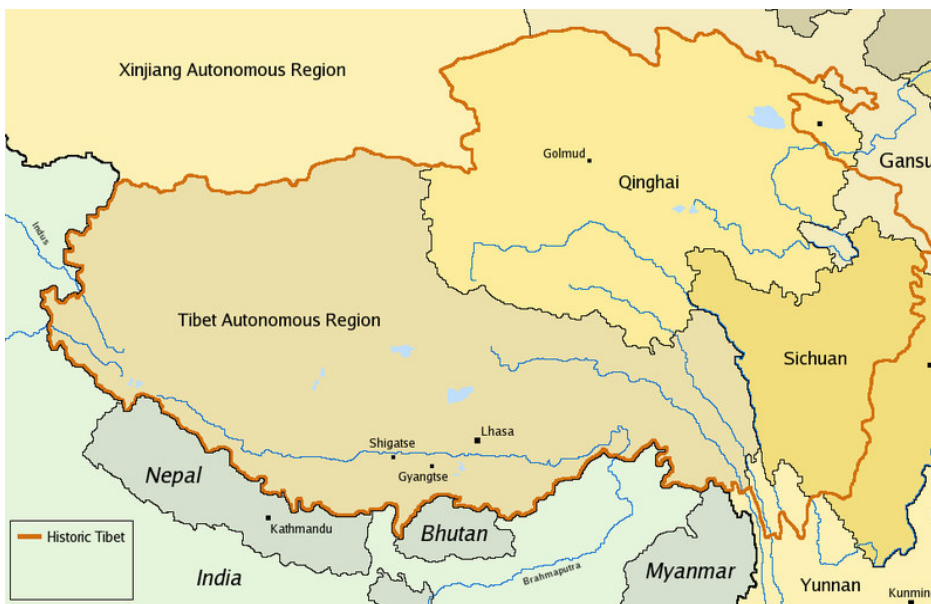 Xinjiang Autonomous Region
Golmud
Qinghai
Gansu
Indus
Tibet Autonomous Region
Sichuan
Lhasa
Shigatse
Gyangtse
Nepal
Kathmandu
Bhutan
Historic Tibet
India
Brahmaputra
Myanmar
Yunnan
Kunmin